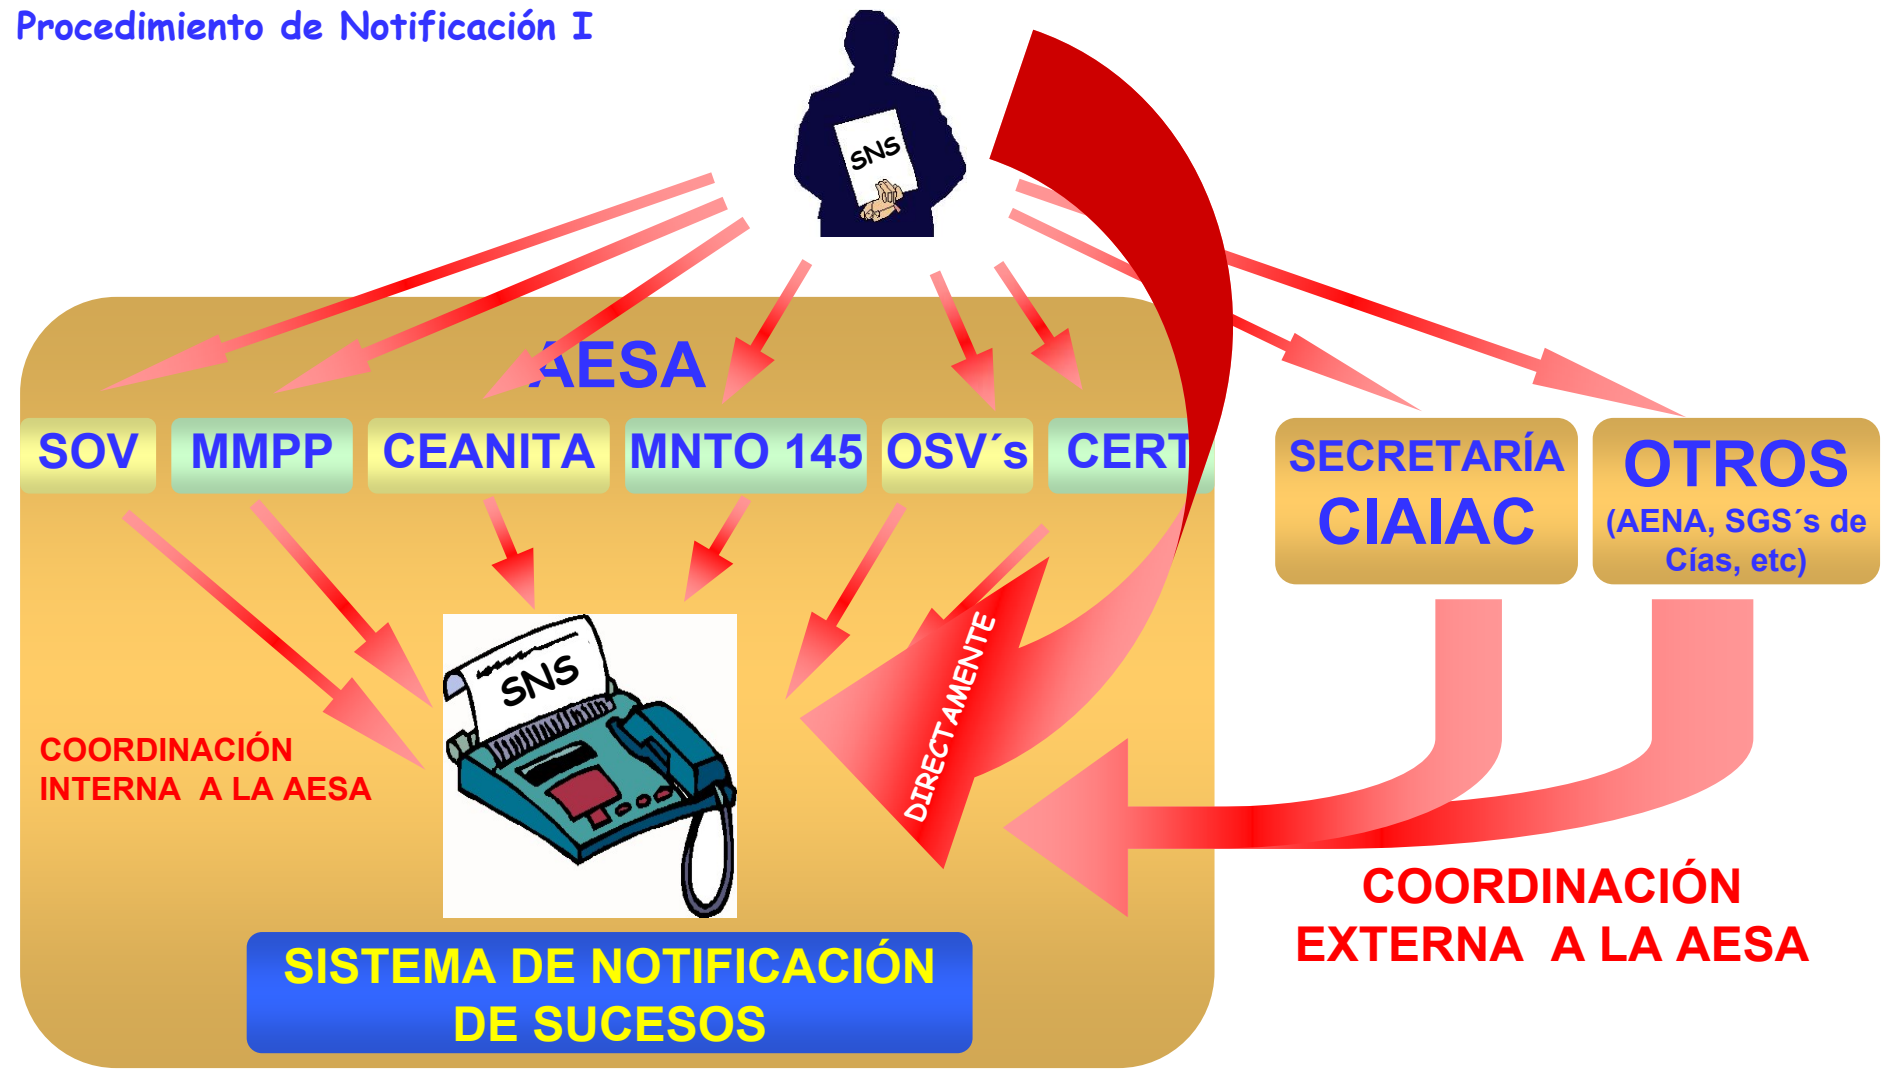 Procedimiento de Notificación I
SNS
AESA
SOV
MMPP
CEANITA
MNTO 145
OSV´s
CERT
SECRETARÍA
CIAIAC
OTROS
(AENA, SGS´s de
Cías, etc)
SNS
DIRECTAMENTE
COORDINACIÓN
INTERNA A LA AESA
COORDINACIÓN
EXTERNA A LA AESA
SISTEMA DE NOTIFICACIÓN
DE SUCESOS